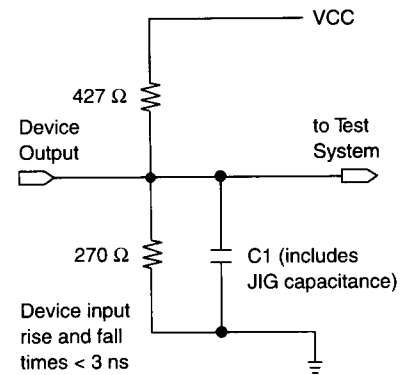 VCC
427 Ω
Device
Output
to Test
System
270 Ω
C1 (includes
JIG capacitance)
Device input
rise and fall
times < 3 ns